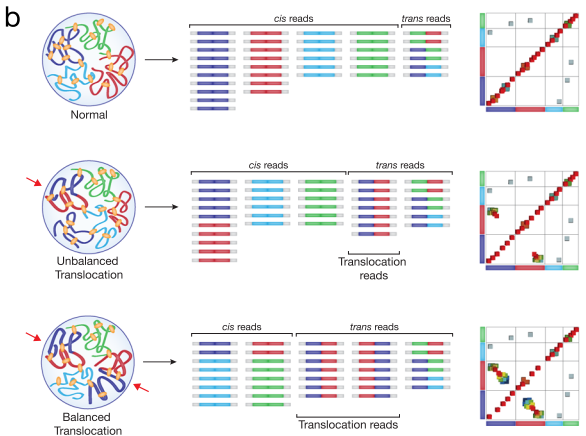 b
cis reads
trans reads
Normal
cis reads
trans reads
Unbalanced
Translocation
Translocation
reads
cis reads
trans reads
Balanced
Translocation
Translocation reads